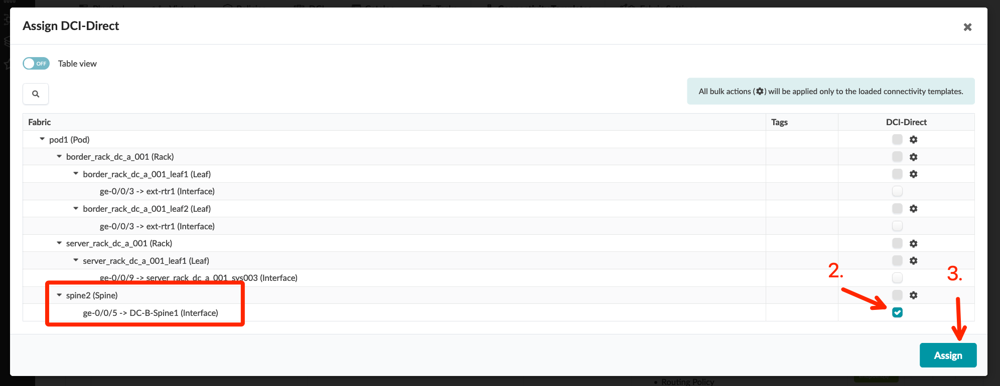 Assign DCI-Direct
OFF Table view
All bulk actions ( ) will be applied only to the loaded connectivity templates.
Fabric Tags DCI-Direct
pod1 (Pod)
border_rack_dc_a_001 (Rack)
border_rack_dc_a_001_leaf1 (Leaf)
ge-0/0/3 -> ext-rtr1 (Interface)
border_rack_dc_a_001_leaf2 (Leaf)
ge-0/0/3 -> ext-rtr1 (Interface)
server_rack_dc_a_001 (Rack)
server_rack_dc_a_001_leaf1 (Leaf)
ge-0/0/9 -> server_rack_dc_a_001_sys003 (Interface)
2.
3.
spine2 (Spine)
ge-0/0/5 -> DC-B-Spine1 (Interface)
Assign
• Routing Policy